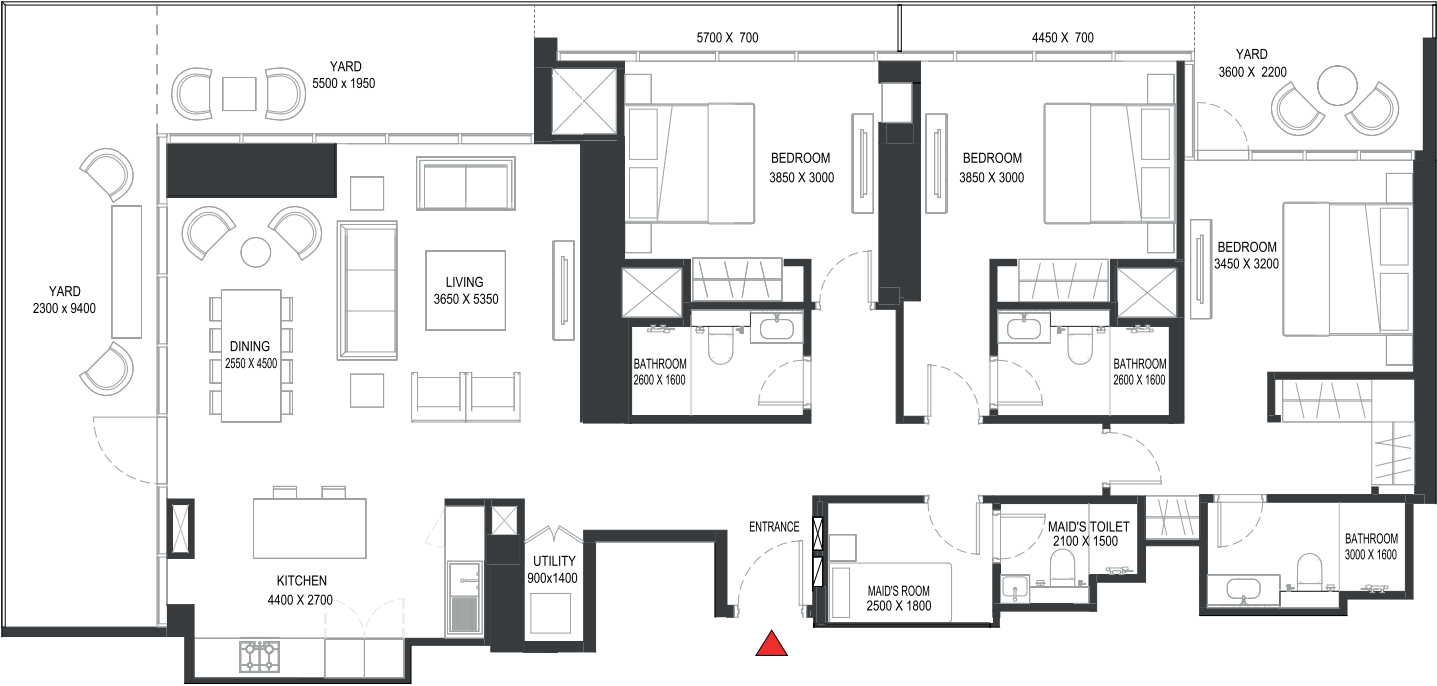 5700 X 700
4450 X 700
YARD
5500 x 1950
YARD
3600 X 2200
BEDROOM
3850 X 3000
BEDROOM
3850 X 3000
BEDROOM
3450 X 3200
LIVING
3650 X 5350
YARD
2300 x 9400
DINING
2550 X 4500
BATHROOM
2600 X 1600
BATHROOM
2600 X 1600
ENTRANCE
MAID'S TOILET
2100 X 1500
BATHROOM
3000 X 1600
UTILITY
900x1400
KITCHEN
4400 X 2700
MAID'S ROOM
2500 X 1800